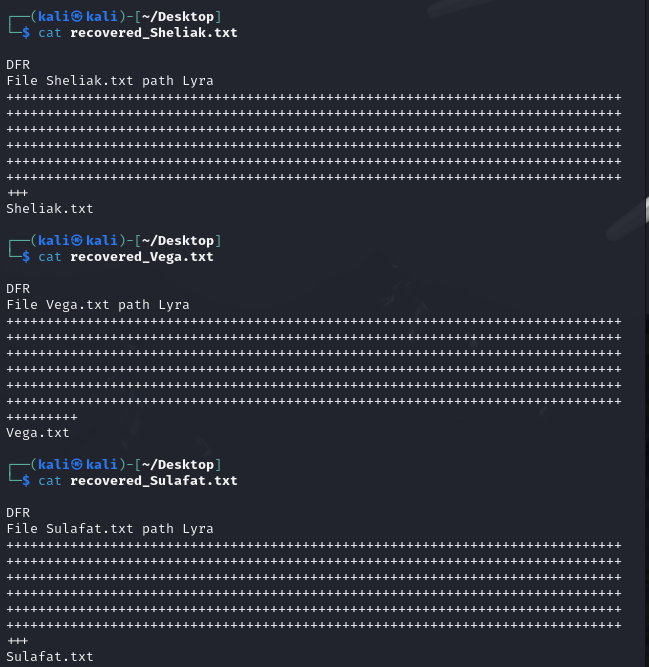 ┌──(kali㉿kali)-[~/Desktop]
└─$ cat recovered_Sheliak.txt
DFR
File Sheliak.txt path Lyra
+++++++++++++++++++++++++++++++++++++++++++++++++++++++++++++++++++++++++++++
+++++++++++++++++++++++++++++++++++++++++++++++++++++++++++++++++++++++++++++
+++++++++++++++++++++++++++++++++++++++++++++++++++++++++++++++++++++++++++++
+++++++++++++++++++++++++++++++++++++++++++++++++++++++++++++++++++++++++++++
+++++++++++++++++++++++++++++++++++++++++++++++++++++++++++++++++++++++++++++
+++++++++++++++++++++++++++++++++++++++++++++++++++++++++++++++++++++++++++++
+++
Sheliak.txt
┌──(kali㉿kali)-[~/Desktop]
└─$ cat recovered_Vega.txt
DFR
File Vega.txt path Lyra
+++++++++++++++++++++++++++++++++++++++++++++++++++++++++++++++++++++++++++++
+++++++++++++++++++++++++++++++++++++++++++++++++++++++++++++++++++++++++++++
+++++++++++++++++++++++++++++++++++++++++++++++++++++++++++++++++++++++++++++
+++++++++++++++++++++++++++++++++++++++++++++++++++++++++++++++++++++++++++++
+++++++++++++++++++++++++++++++++++++++++++++++++++++++++++++++++++++++++++++
+++++++++++++++++++++++++++++++++++++++++++++++++++++++++++++++++++++++++++++
+++++++++
Vega.txt
┌──(kali㉿kali)-[~/Desktop]
└─$ cat recovered_Sulafat.txt
DFR
File Sulafat.txt path Lyra
+++++++++++++++++++++++++++++++++++++++++++++++++++++++++++++++++++++++++++++
+++++++++++++++++++++++++++++++++++++++++++++++++++++++++++++++++++++++++++++
+++++++++++++++++++++++++++++++++++++++++++++++++++++++++++++++++++++++++++++
+++++++++++++++++++++++++++++++++++++++++++++++++++++++++++++++++++++++++++++
+++++++++++++++++++++++++++++++++++++++++++++++++++++++++++++++++++++++++++++
+++++++++++++++++++++++++++++++++++++++++++++++++++++++++++++++++++++++++++++
+++
Sulafat.txt